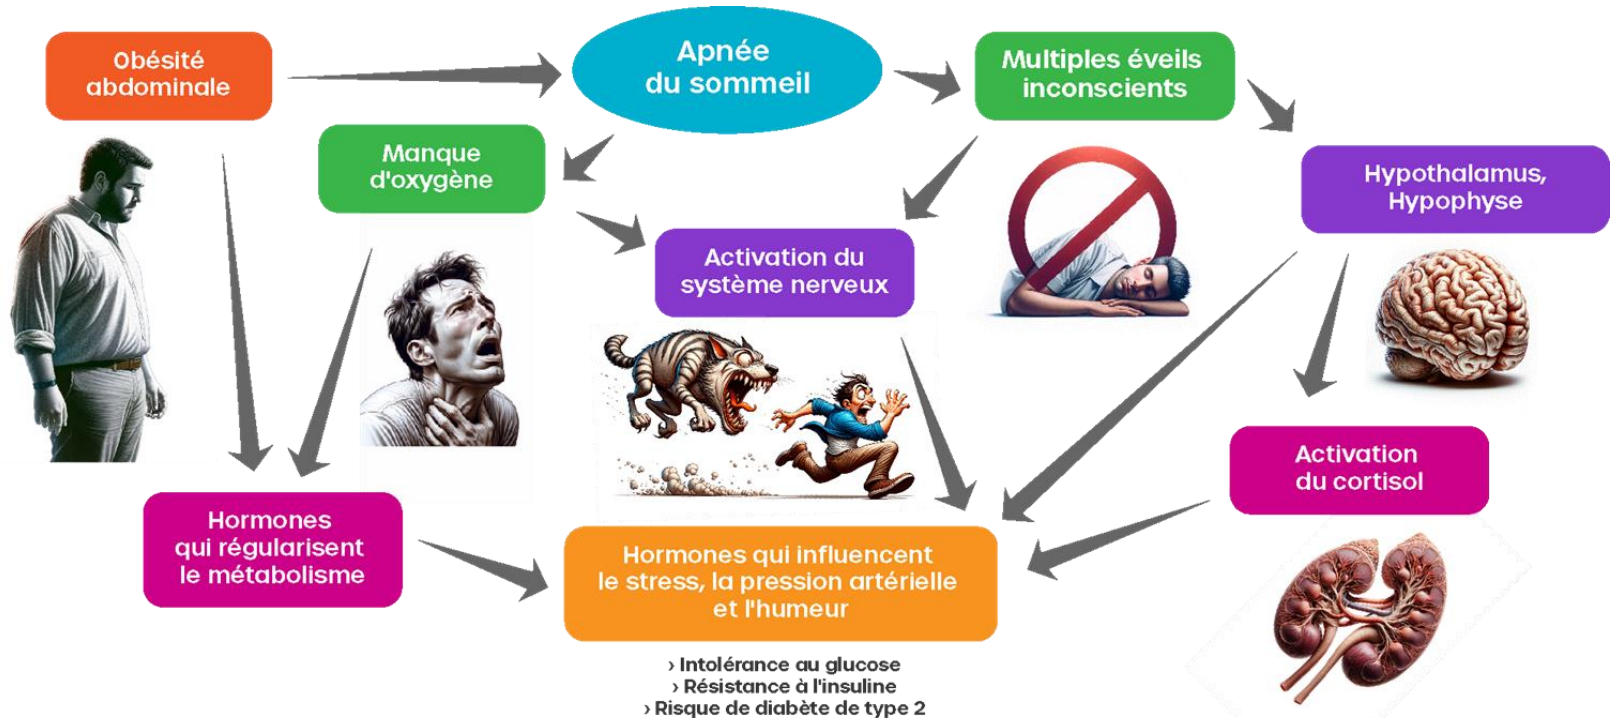 Obésité
abdominale
Apnée
du sommeil
Multiples éveils
inconscients
Manque
d'oxygène
Hypothalamus,
Hypophyse
Activation du
système nerveux
Activation
du cortisol
Hormones
qui régularisent
le métabolisme
Hormones qui influencent
le stress, la pression artérielle
et l'humeur
› Intolérance au glucose
› Résistance à l'insuline
› Risque de diabète de type 2